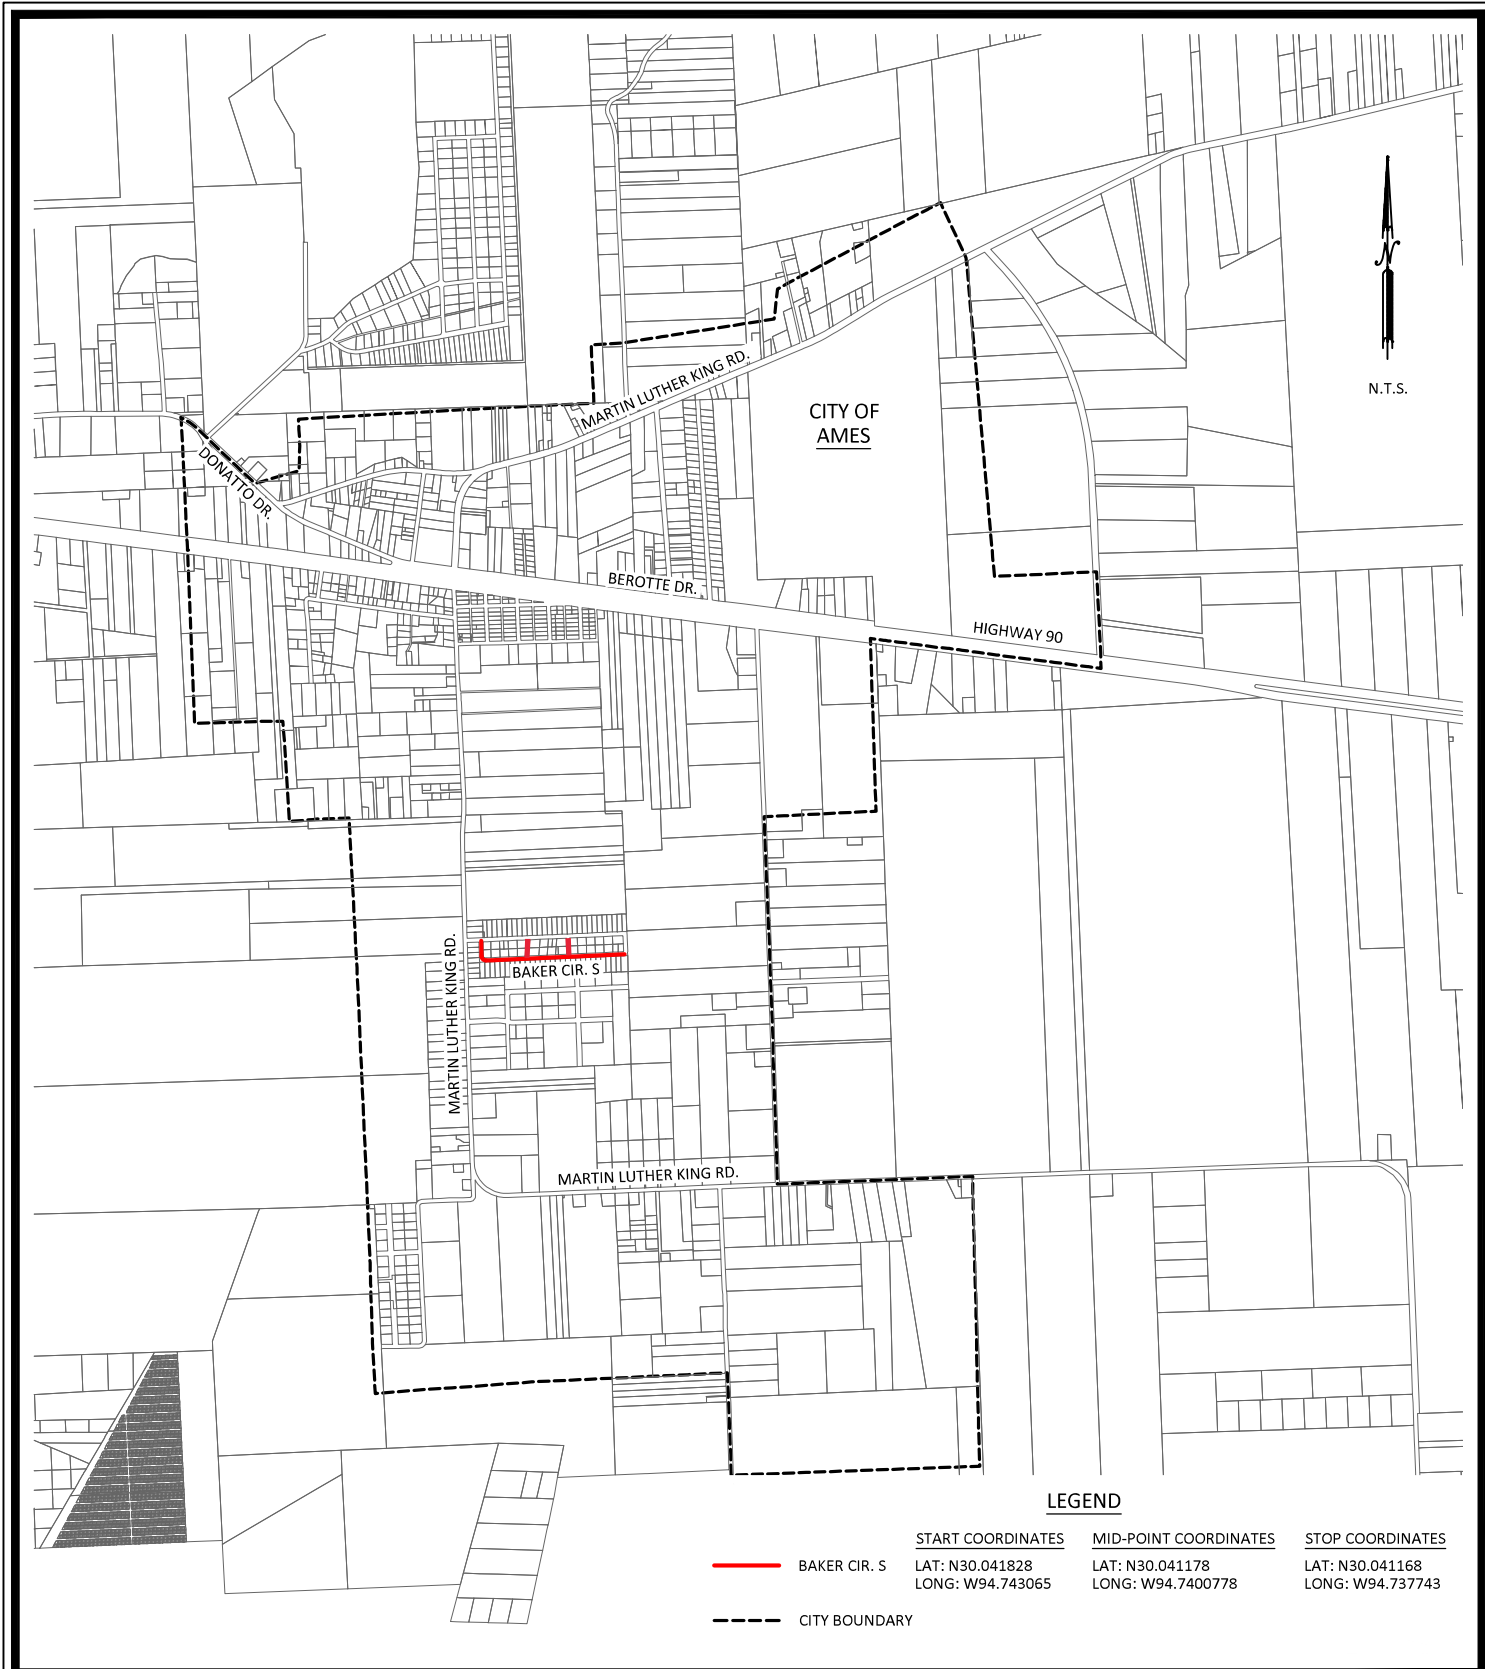 N
N.T.S.
MARTIN LUTHER KING RD.
CITY OF
AMES
DONATTO DR.
BEROTTE DR.
HIGHWAY 90
MARTIN LUTHER KING RD.
BAKER CIR. S
MARTIN LUTHER KING RD.
LEGEND
START COORDINATES MID-POINT COORDINATES STOP COORDINATES
BAKER CIR. S LAT: N30.041828 LAT: N30.041178 LAT: N30.041168
LONG: W94.743065 LONG: W94.7400778 LONG: W94.737743
CITY BOUNDARY